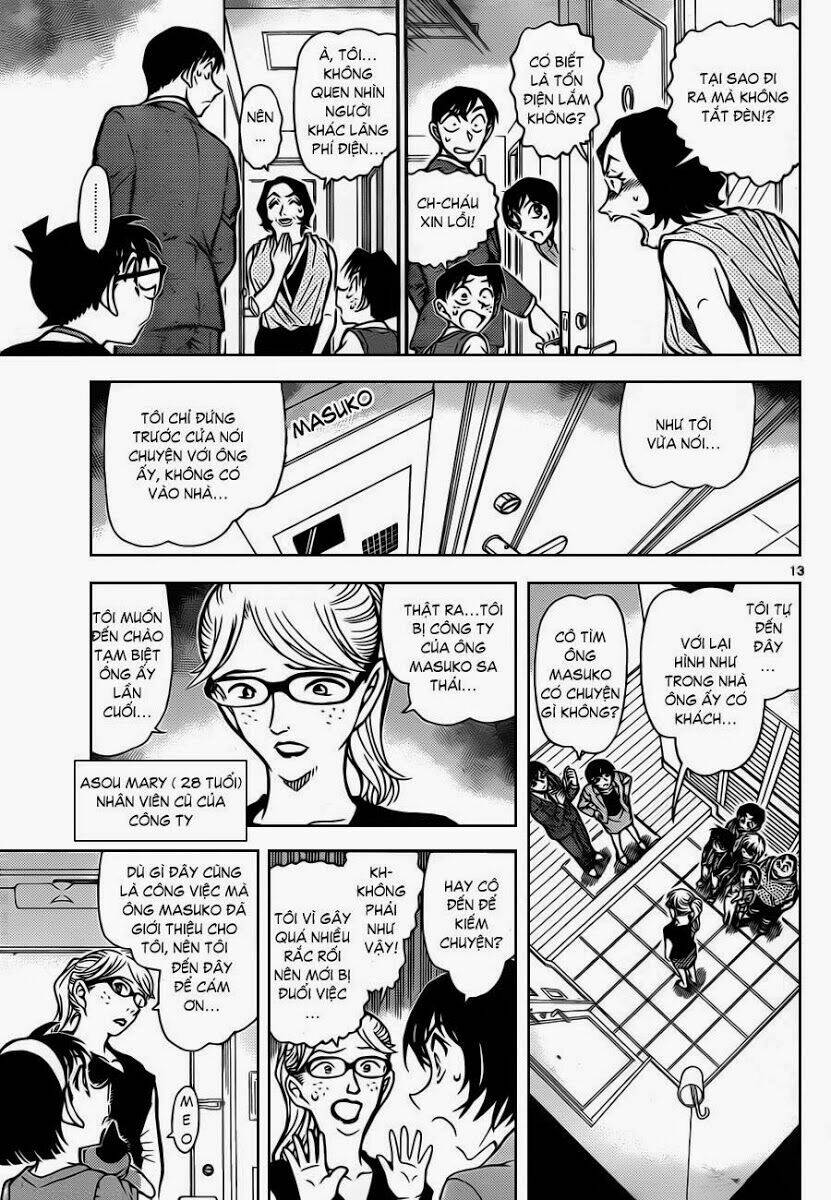 TẠI SAO ĐI
RA MÀ KHÔNG
TẮT ĐÈN!?
CÓ BIẾT
LÀ TỐN
ĐIỆN LẮM
KHÔNG?
CH-CHÁU
XIN LỖI!
À, TÔI...
KHÔNG
QUEN NHÌN
NGƯỜI
KHÁC LÃNG
PHÍ ĐIỆN...
NÊN
...
......
NHƯ TÔI
VỪA NÓI...
MASUKO
TÔI CHỈ ĐỨNG
TRƯỚC CỬA NÓI
CHUYỆN VỚI ÔNG
ẤY, KHÔNG CÓ
VÀO NHÀ...
13
TÔI TỰ
ĐẾN
ĐÂY
...
VỚI LẠI
HÌNH NHƯ
TRONG NHÀ
ÔNG ẤY CÓ
KHÁCH...
CÔ TÌM
ÔNG
MASUKO
CÓ CHUYỆN
GÌ KHÔNG?
THẬT RA...TÔI
BỊ CÔNG TY
CỦA ÔNG
MASUKO SA
THẢI...
TÔI MUỐN
ĐẾN CHÀO
TẠM BIỆT
ÔNG ẤY
LẦN
CUỐI...
ASOU MARY ( 28 TUỔI)
NHÂN VIÊN CŨ CỦA
CÔNG TY
HAY CÔ
ĐẾN ĐỂ
KIẾM
CHUYỆN?
KH-
KHÔNG
PHẢI
NHƯ
VẬY!
TÔI VÌ GÂY
QUÁ NHIỀU
RẮC RỐI
NÊN MỚI BỊ
ĐUỔI VIỆC
...
DÙ GÌ ĐÂY CŨNG
LÀ CÔNG VIỆC MÀ
ÔNG MASUKO ĐÃ
GIỚI THIỆU CHO
TÔI, NÊN TÔI
ĐẾN ĐÂY
ĐỂ CÁM
ƠN...
MEO